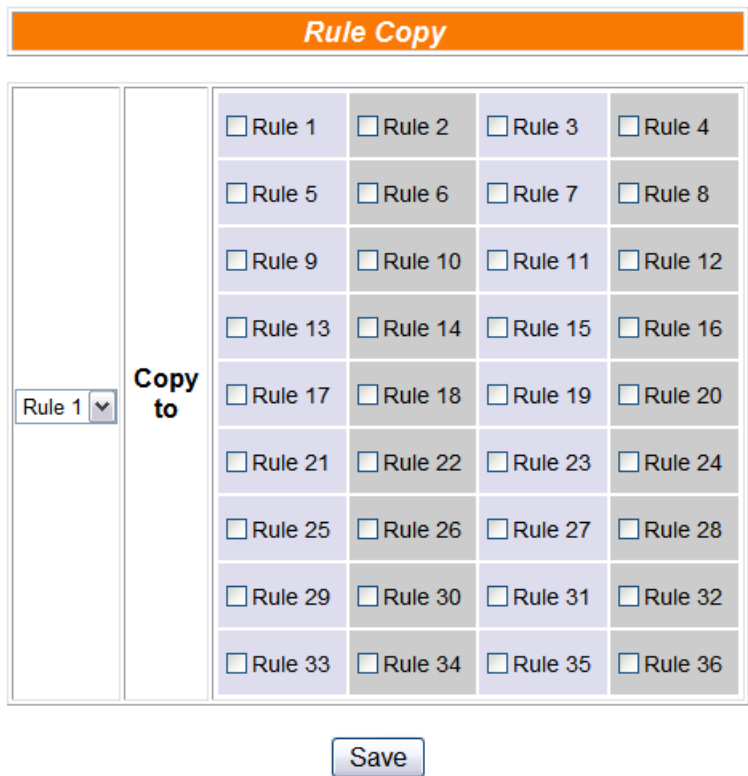 Rule Copy
Rule 1 Rule 2 Rule 3 Rule 4
Rule 5 Rule 6 Rule 7 Rule 8
Rule 9 Rule 10 Rule 11 Rule 12
Rule 13 Rule 14 Rule 15 Rule 16
Rule 1
Copy
to
Rule 17 Rule 18 Rule 19 Rule 20
Rule 21 Rule 22 Rule 23 Rule 24
Rule 25 Rule 26 Rule 27 Rule 28
Rule 29 Rule 30 Rule 31 Rule 32
Rule 33 Rule 34 Rule 35 Rule 36
Save